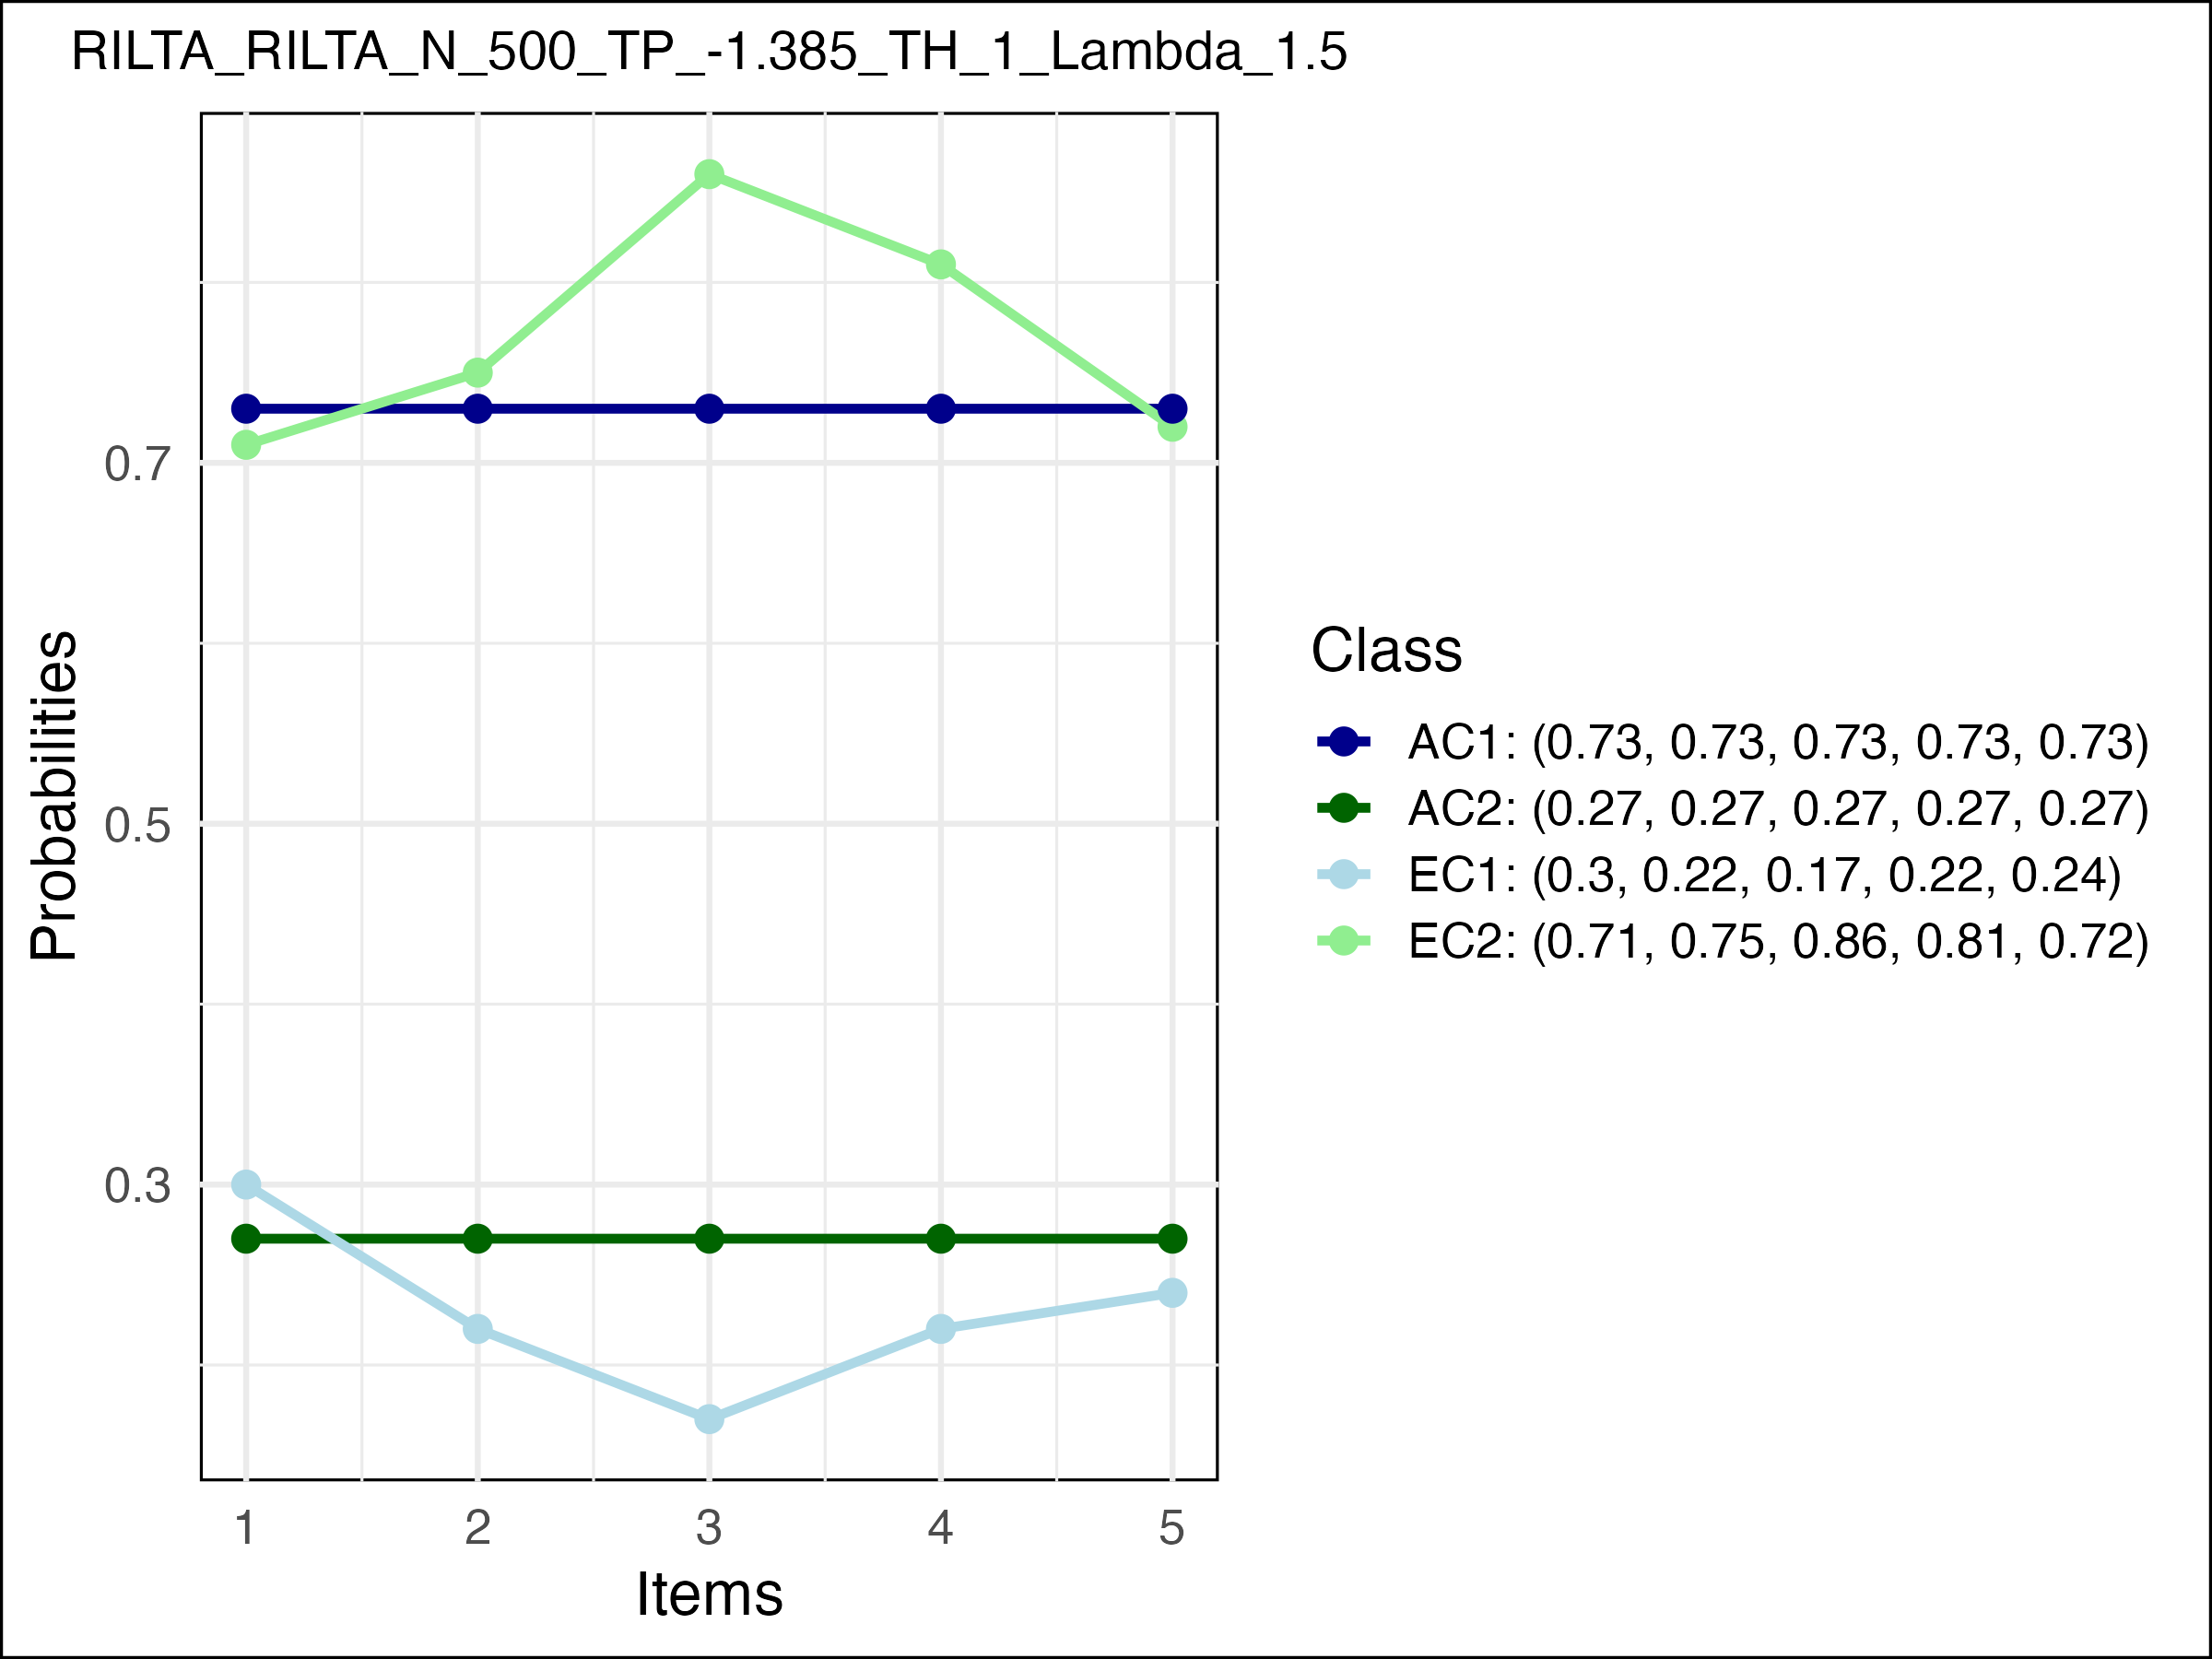 RILTA_RILTA_N_500_TP_-1.385_TH_1_Lambda_1.5
Probabilities
0.7
0.5
0.3
1 2 3 4 5
Items
Class
AC1: (0.73, 0.73, 0.73, 0.73, 0.73)
AC2: (0.27, 0.27, 0.27, 0.27, 0.27)
EC1: (0.3, 0.22, 0.17, 0.22, 0.24)
EC2: (0.71, 0.75, 0.86, 0.81, 0.72)